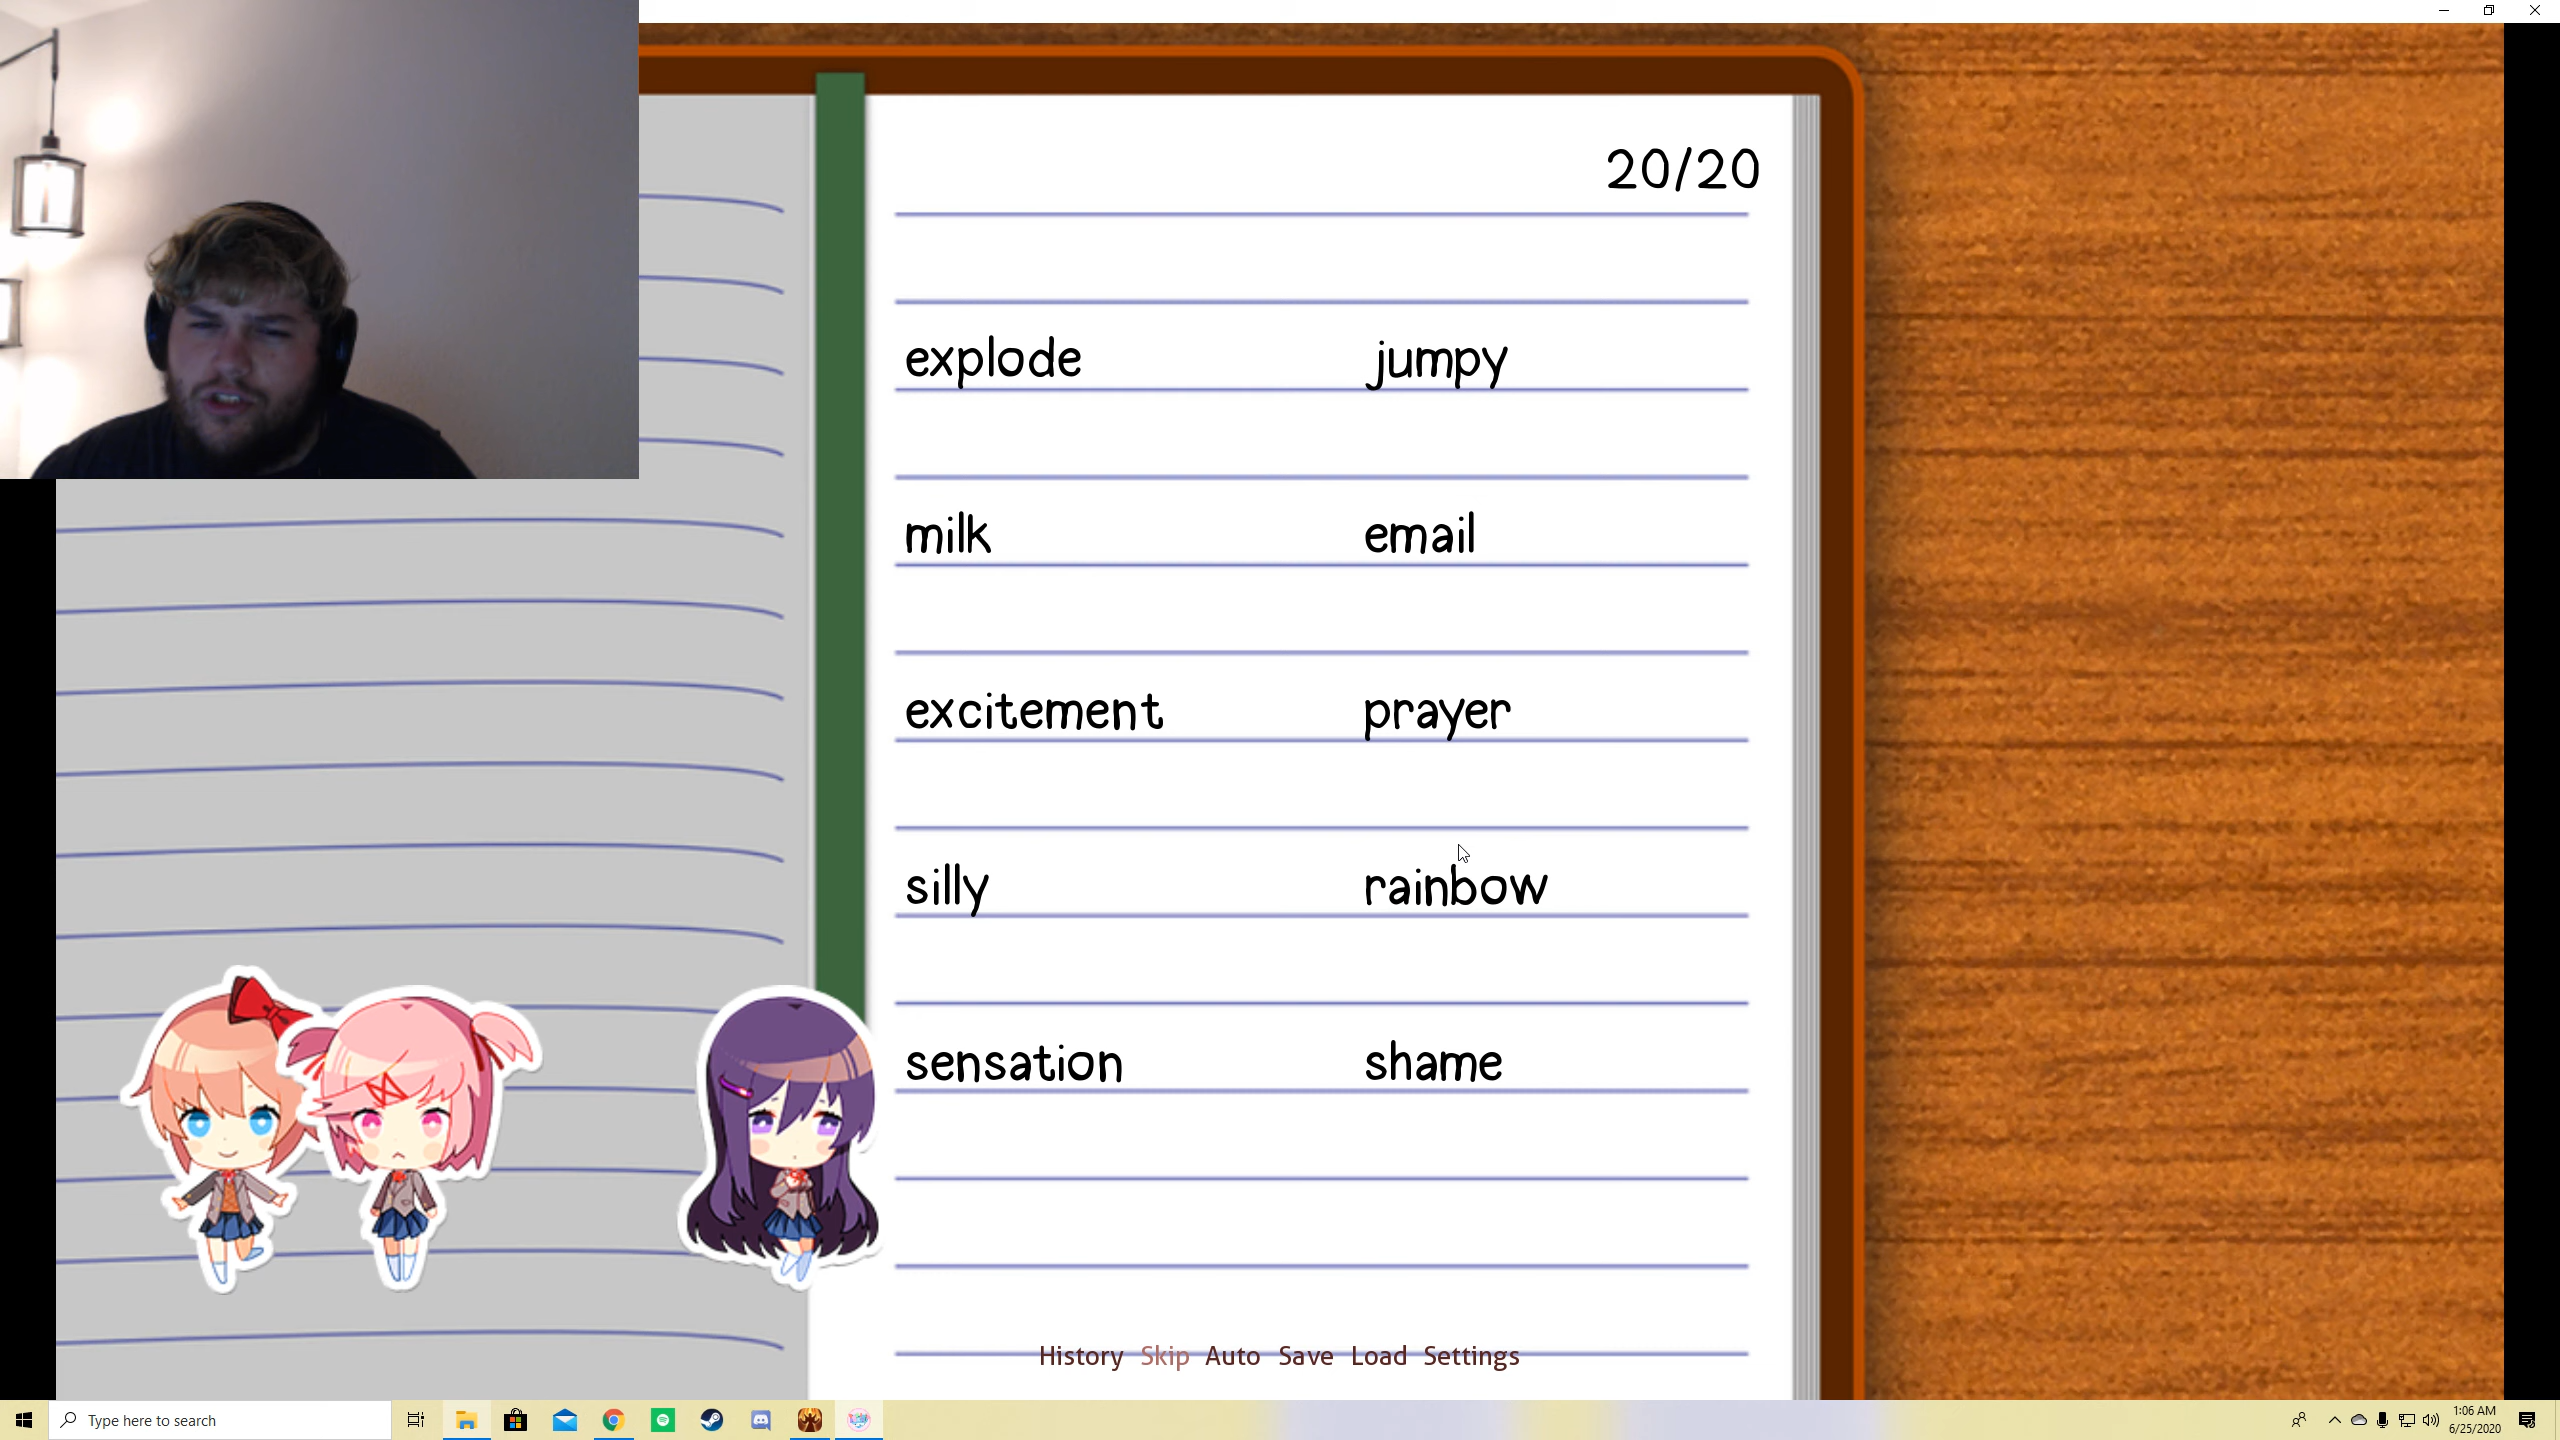 20/20
explode jumpy
milk email
excitement prayer
silly rainbow
sensation shame
History Skip Auto Save Load Settings
Type here to search
1:06 AM
6/25/2020